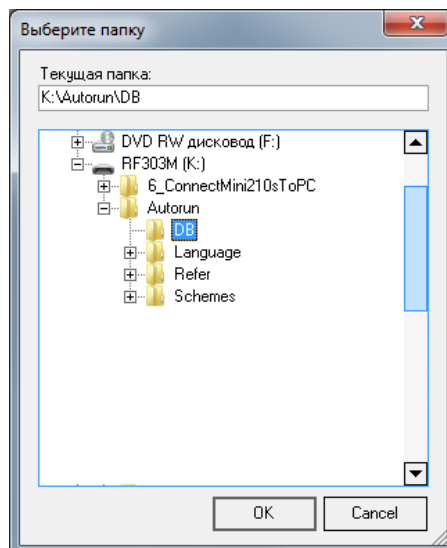 Выберите папку
Текущая папка:
K:\Autorun\DB
DVD RW дисковод (F:)
RF303M (K:)
6_ConnectMini210sToPC
Autorun
DB
Language
Refer
Schemes
OK
Cancel